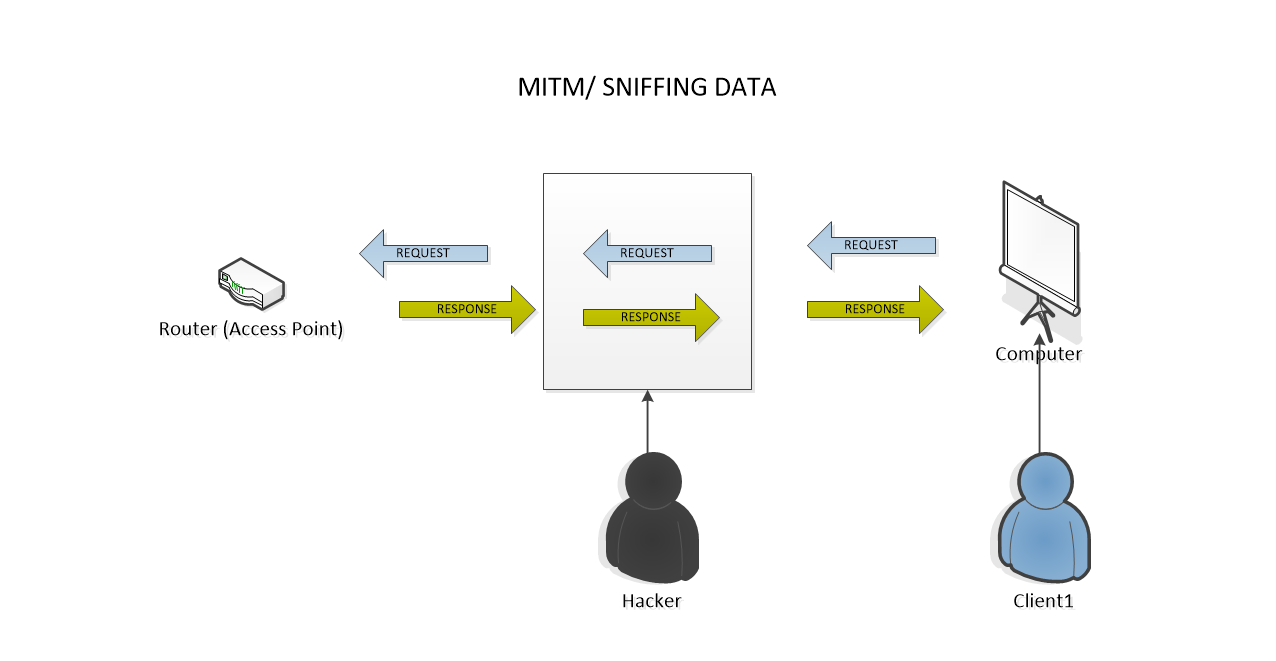 MITM/ SNIFFING DATA
REQUEST
REQUEST
REQUEST
RESPONSE
RESPONSE
RESPONSE
Router (Access Point)
Computer
Hacker
Client1